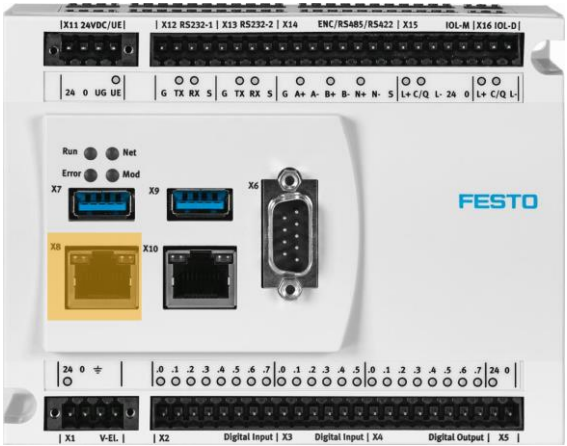 |X11 24VDC/UE| |X12 RS232-1 | X13 RS232-2 | X14 ENC/RS485/RS422 | X15 IOL-M |X16 IOL-D|
24 0 UG UE G TX RX S G TX RX S G A+ A- B+ B- N+ N- S L+ C/Q L- 24 0 L+ C/Q L-
Run Net
Error Mod
X7 X9 X6
FESTO
X8 X10
24 0 .0 .1 .2 .3 .4 .5 .6 .7 .0 .1 .2 .3 .4 .5 .0 .1 .2 .3 .4 .5 .6 .7 24 0
| X1 V-EL. | | X2 Digital Input | X3 Digital Input | X4 Digital Output | X5 |